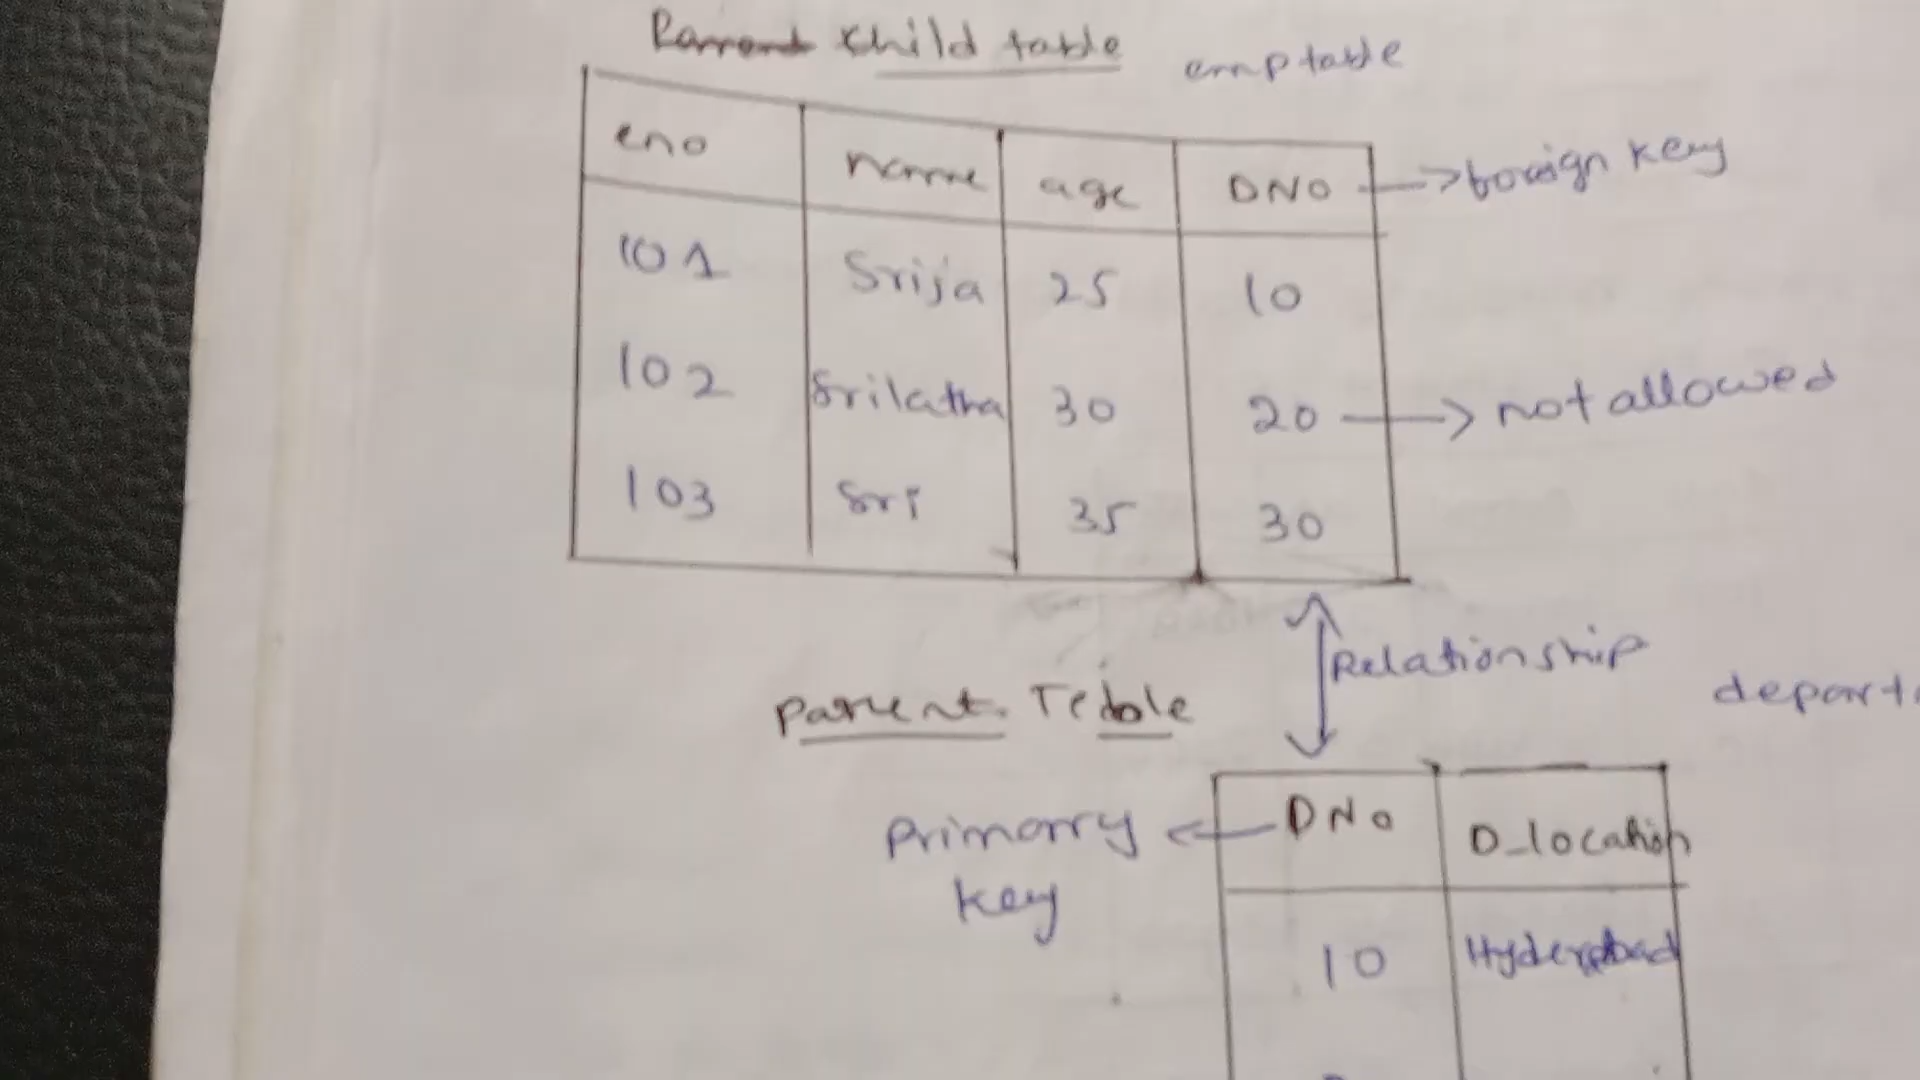 child table emp table
eno name age DNO → foreign key
101 Srija 25 10
102 Srilatha 30 20 → not allowed
103 Sri 35 30
Relationship
Parent Table
Primary ← DNo D_location
key
10 Hyderabad